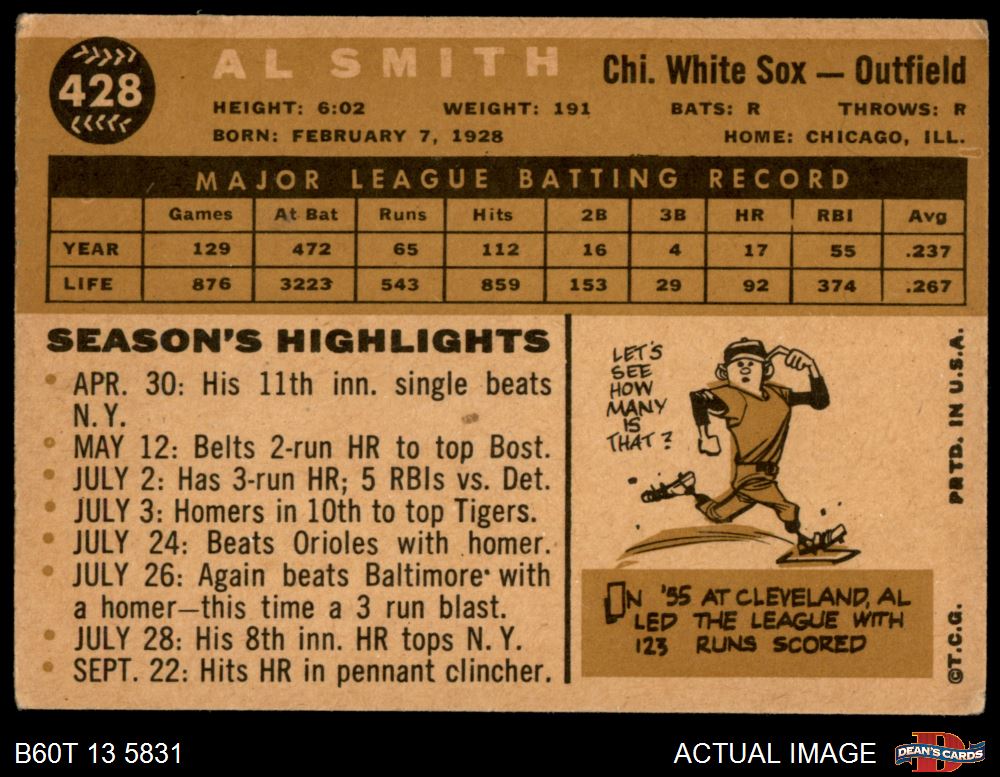 428
AL SMITH
Chi. White Sox — Outfield
HEIGHT: 6:02 WEIGHT: 191 BATS: R THROWS: R
BORN: FEBRUARY 7, 1928 HOME: CHICAGO, ILL.
MAJOR LEAGUE BATTING RECORD
Games At Bat Runs Hits 2B 3B HR RBI Avg
YEAR 129 472 65 112 16 4 17 55 .237
LIFE 876 3223 543 859 153 29 92 374 .267
SEASON'S HIGHLIGHTS
• APR. 30: His 11th inn. single beats
N. Y.
• MAY 12: Belts 2-run HR to top Bost.
• JULY 2: Has 3-run HR; 5 RBIs vs. Det.
• JULY 3: Homers in 10th to top Tigers.
• JULY 24: Beats Orioles with homer.
• JULY 26: Again beats Baltimore with
a homer—this time a 3 run blast.
• JULY 28: His 8th inn. HR tops N. Y.
• SEPT. 22: Hits HR in pennant clincher.
LET'S
SEE
HOW
MANY
IS
THAT?
IN '55 AT CLEVELAND, AL
LED THE LEAGUE WITH
123 RUNS SCORED
©T.C.G. PRTD. IN U.S.A.
B60T 13 5831
ACTUAL IMAGE
DEAN'S CARDS